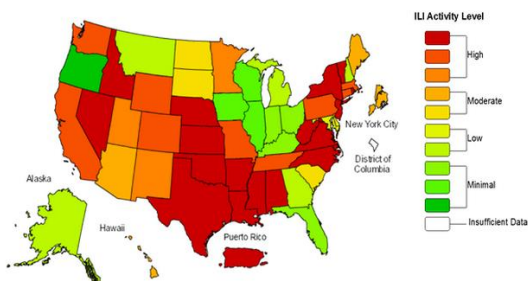 ILI Activity Level
High
Moderate
Low
Minimal
Insufficient Data
New York City
District of
Columbia
Alaska
Hawaii
Puerto Rico